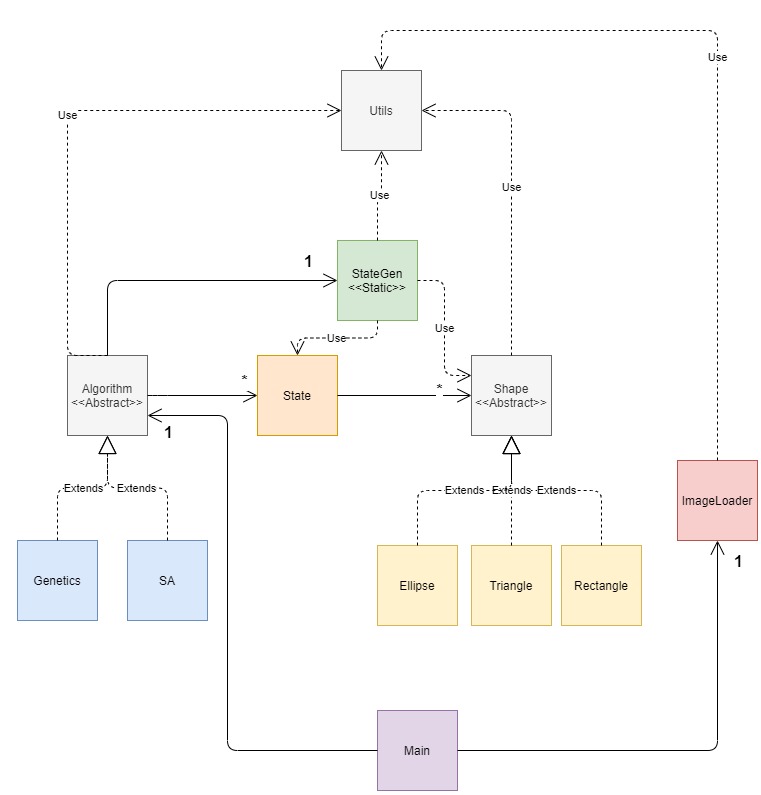 Use
Use
Utils
Use
Use
1
StateGen
<<Static>>
Use
Use
Algorithm
<<Abstract>>
*
State
*
Shape
<<Abstract>>
1
Extends
Extends
Extends
Extends
Extends
ImageLoader
1
Genetics
SA
Ellipse
Triangle
Rectangle
Main